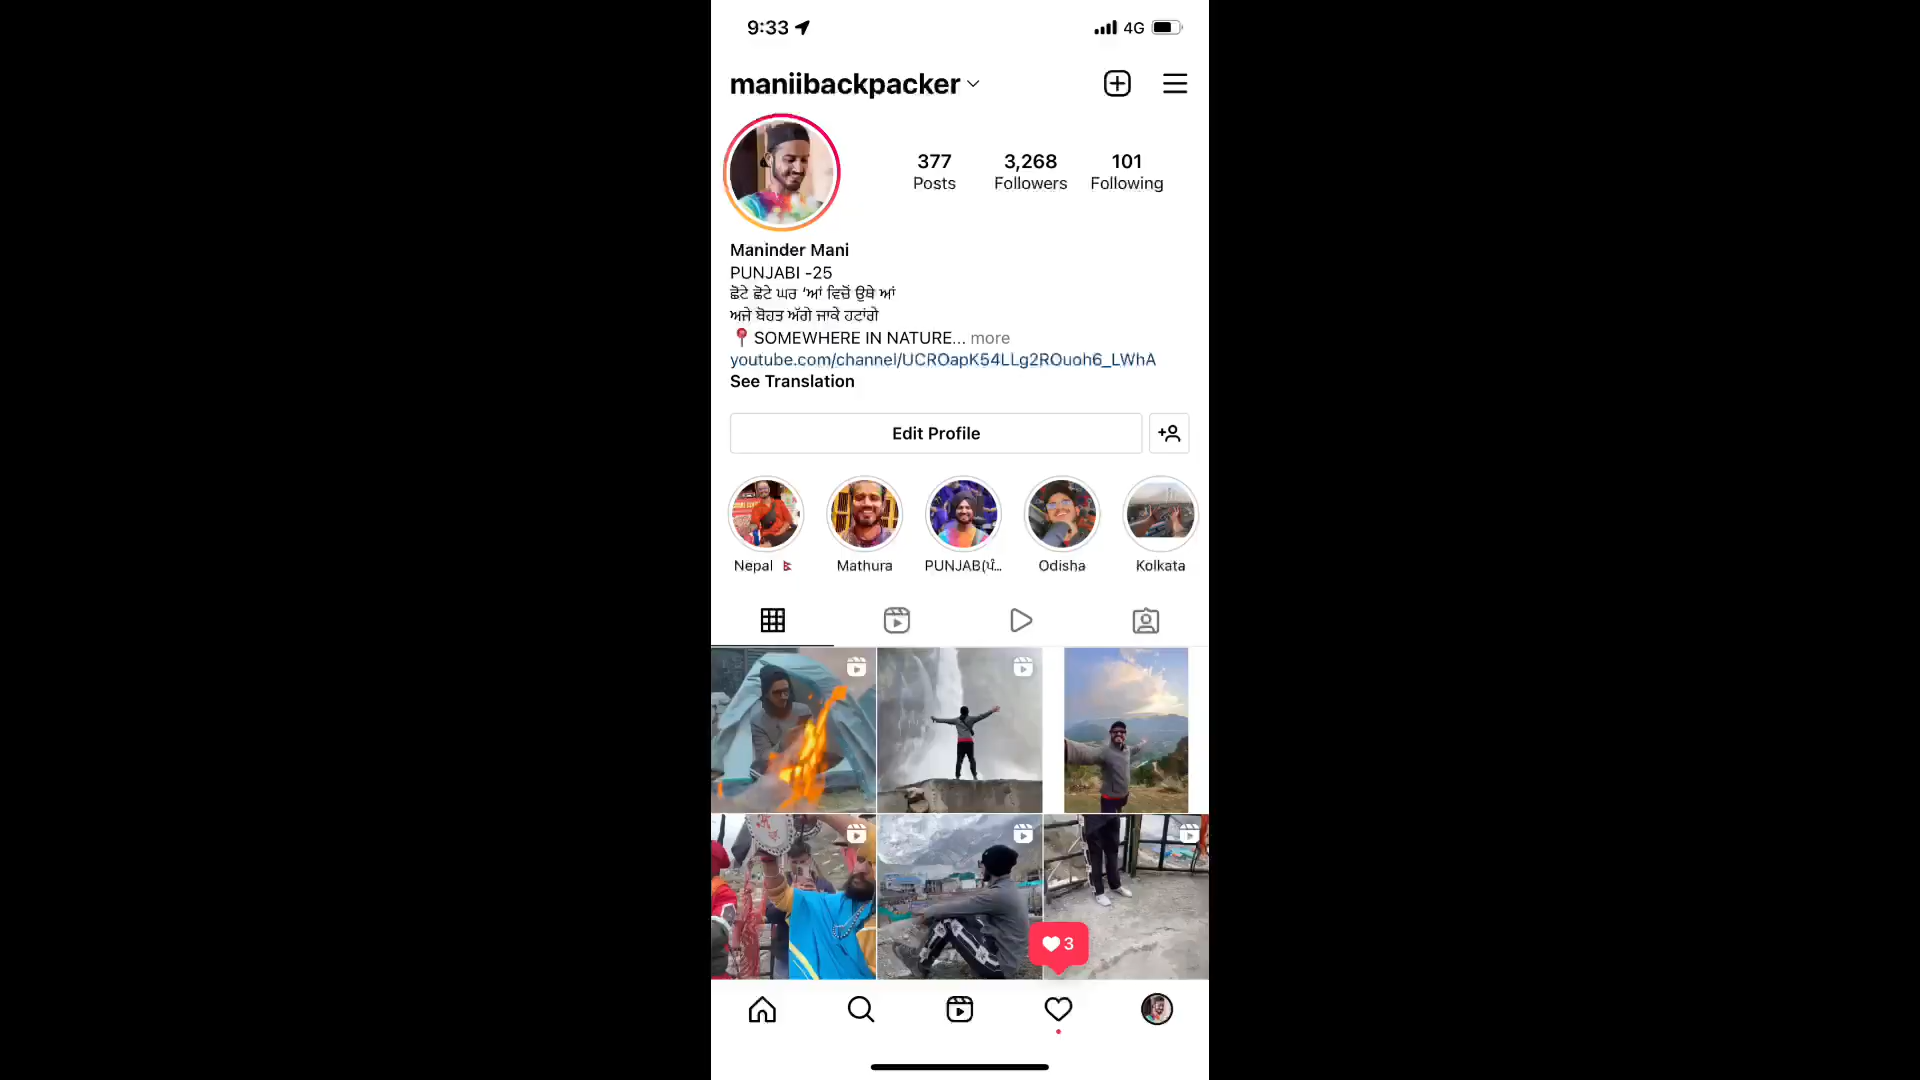 9:33
4G
maniibackpacker
377
Posts
3,268
Followers
101
Following
Maninder Mani
PUNJABI -25
ਛੋਟੇ ਛੋਟੇ ਘਰ ‘ਆਂ ਵਿਚੋਂ ਉਥੇ ਆਂ
ਅਜੇ ਬੋਹਤ ਅੱਗੇ ਜਾਕੇ ਹਟਾਂਗੇ
📍SOMEWHERE IN NATURE... more
youtube.com/channel/UCROapK54LLg2ROuoh6_LWhA
See Translation
Edit Profile
Nepal 🇳🇵
Mathura
PUNJAB(ਪੰ...
Odisha
Kolkata
3